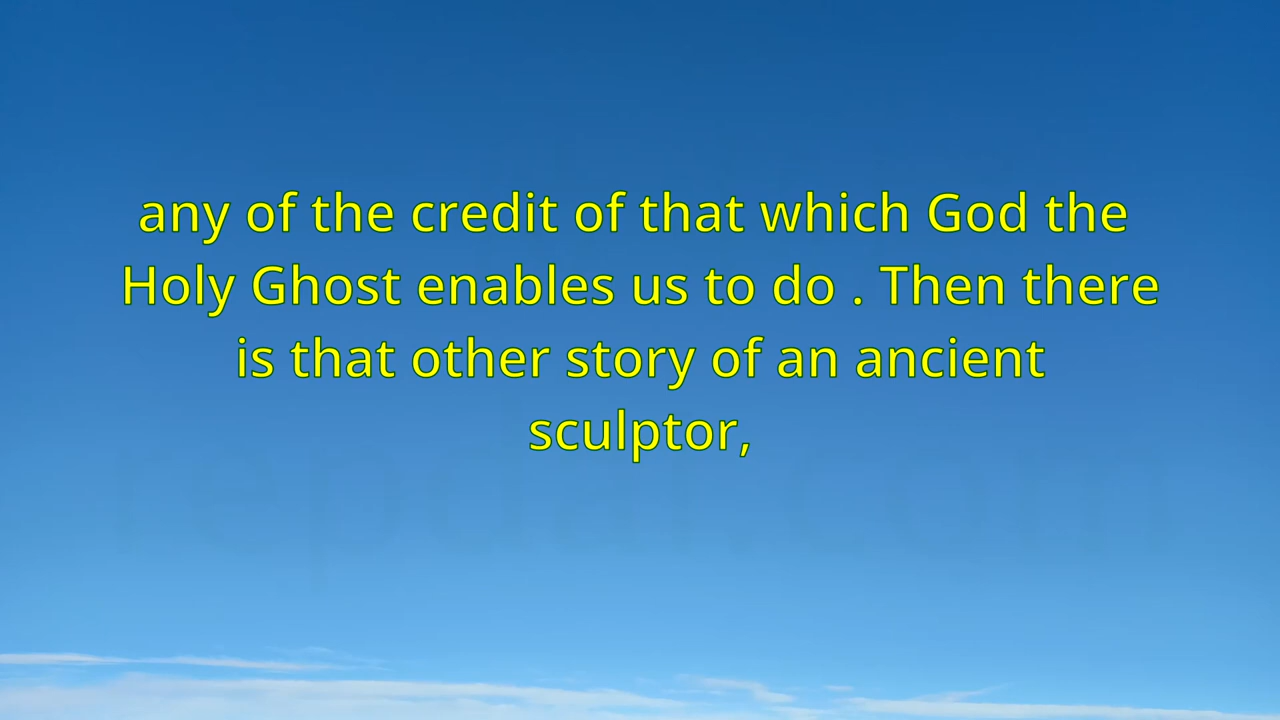 any of the credit of that which God the
Holy Ghost enables us to do . Then there
is that other story of an ancient
sculptor,